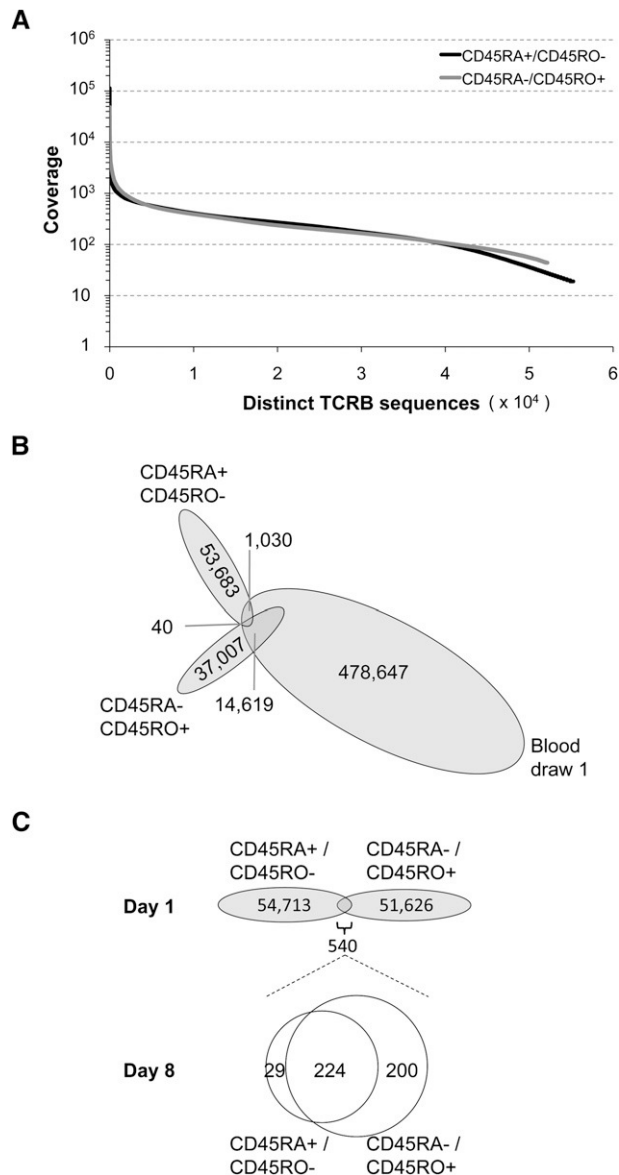 A
10⁶
10⁵
10⁴
10³
10²
10
1
Coverage
CD45RA+/CD45RO-
CD45RA-/CD45RO+
0
1
2
3
4
5
6
Distinct TCRB sequences ( x 10⁴ )
B
CD45RA+
CD45RO-
1,030
53,683
40
37,007
478,647
CD45RA-
CD45RO+
14,619
Blood
draw 1
C
CD45RA+ /
CD45RO-
CD45RA- /
CD45RO+
Day 1
54,713
51,626
540
Day 8
29
224
200
CD45RA+ /
CD45RO-
CD45RA- /
CD45RO+